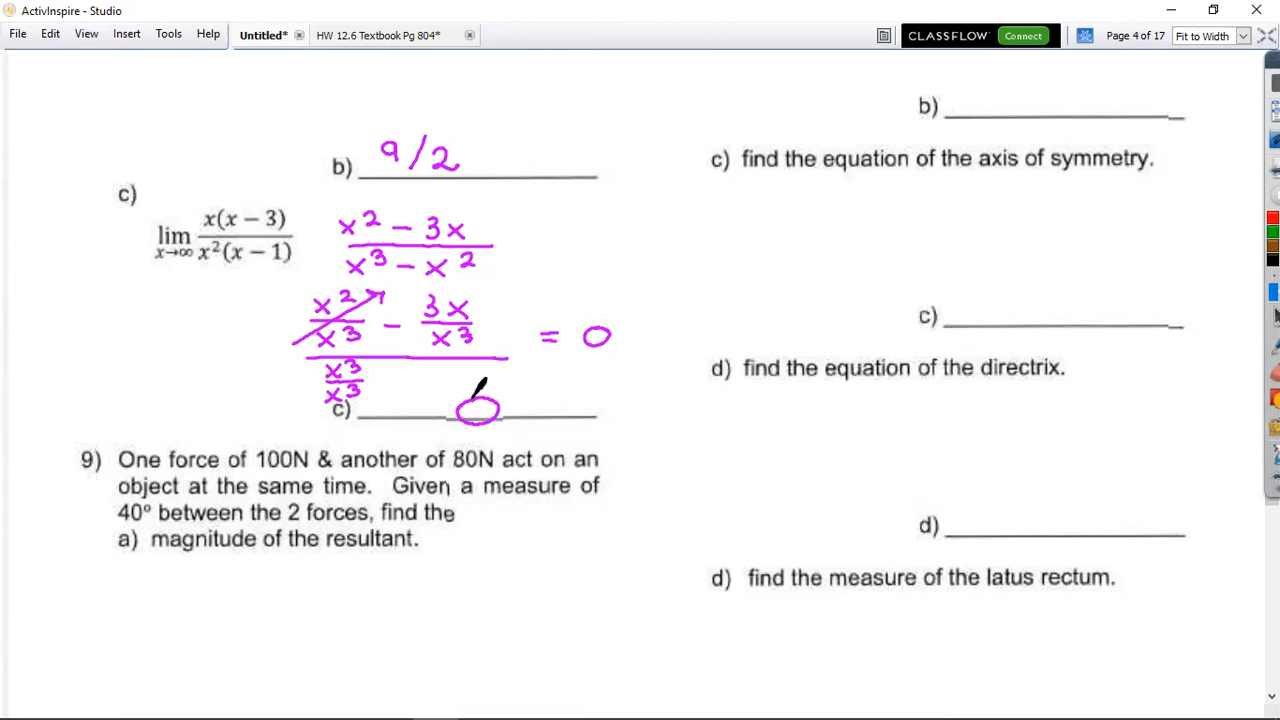 ActivInspire - Studio
File Edit View Insert Tools Help Untitled* HW 12.6 Textbook Pg 804* CLASSFLOW Connect Page 4 of 17 Fit to Width
b) 9/2
c)
lim x→∞ x(x − 3) / x²(x − 1)
x² − 3x
x³ − x²
x²/x³ − 3x/x³ = 0
x³/x³
c) 0
9) One force of 100N & another of 80N act on an
object at the same time. Given a measure of
40° between the 2 forces, find the
a) magnitude of the resultant.
b)
c) find the equation of the axis of symmetry.
c)
d) find the equation of the directrix.
d)
d) find the measure of the latus rectum.